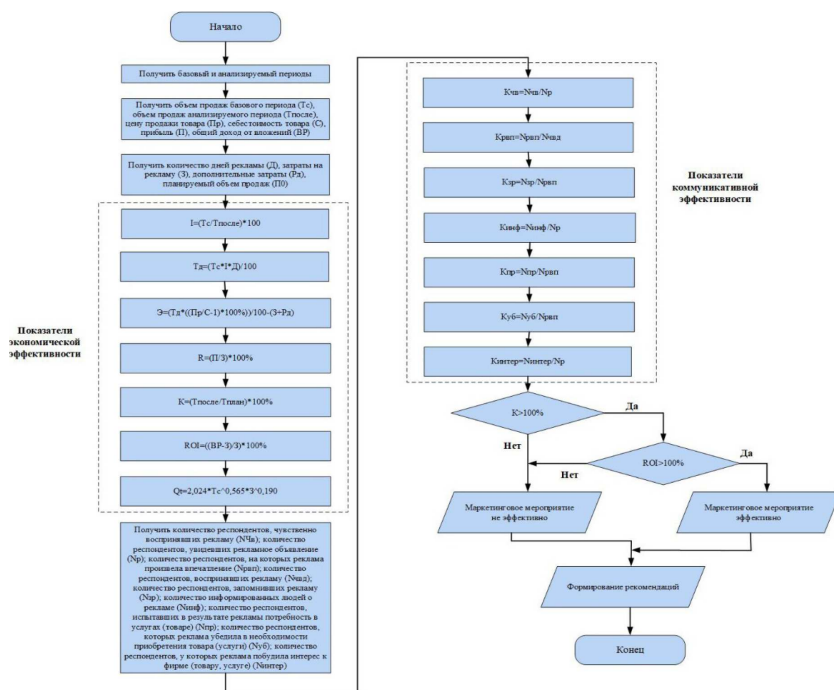 Начало
Получить базовый и анализируемый периоды
Получить объем продаж базового периода (Тс),
объем продаж анализируемого периода (Тпосле),
цену продажи товара (Пр), себестоимость товара (С),
прибыль (П), общий доход от вложений (ВР)
Получить количество дней рекламы (Д), затраты на
рекламу (З), дополнительные затраты (Рд),
планируемый объем продаж (П0)
Показатели
экономической
эффективности
I=(Тс/Тпосле)*100
Тд=(Тс*I*Д)/100
Э=(Тд*((Пр/С-1)*100%))/100-(З+Рд)
R=(П/З)*100%
К=(Тпосле/Тплан)*100%
ROI=((ВР-З)/З)*100%
Qt=2,024*Тс^0,565*З^0,190
Получить количество респондентов, чувственно
воспринявших рекламу (NЧв); количество
респондентов, увидевших рекламное объявление
(Nр); количество респондентов, на которых реклама
произвела впечатление (Nрвп); количество
респондентов, воспринявших рекламу (Nчвд);
количество респондентов, запомнивших рекламу
(Nзр); количество информированных людей о
рекламе (Nинф); количество респондентов,
испытавших в результате рекламы потребность в
услугах (товаре) (Nпр); количество респондентов,
которых реклама убедила в необходимости
приобретения товара (услуги) (Nуб); количество
респондентов, у которых реклама побудила интерес к
фирме (товару, услуге) (Nинтер)
Кчв=Nчв/Nр
Крвп=Nрвп/Nчвд
Кзр=Nзр/Nрвп
Кинф=Nинф/Nр
Кпр=Nпр/Nрвп
Куб=Nуб/Nрвп
Кинтер=Nинтер/Nр
Показатели
коммуникативной
эффективности
К>100%
Да
Нет
ROI>100%
Да
Нет
Маркетинговое мероприятие
не эффективно
Маркетинговое мероприятие
эффективно
Формирование рекомендаций
Конец